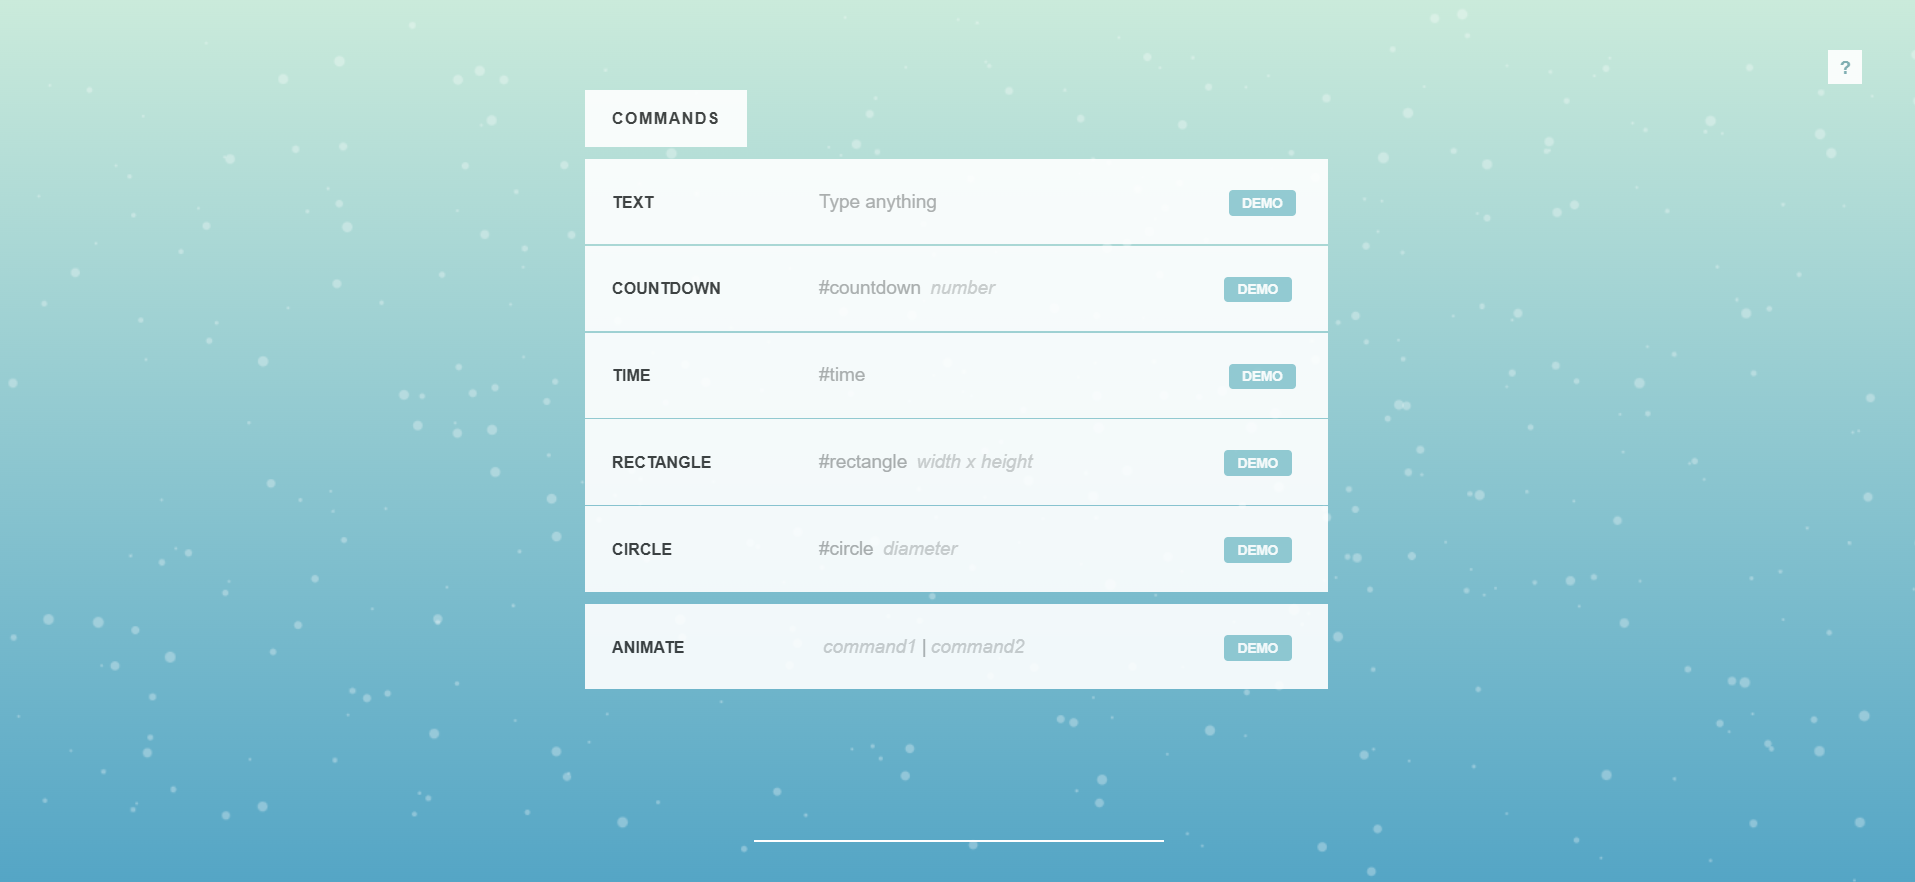 ?
COMMANDS
TEXT Type anything DEMO
COUNTDOWN #countdown number DEMO
TIME #time DEMO
RECTANGLE #rectangle width x height DEMO
CIRCLE #circle diameter DEMO
ANIMATE command1 | command2 DEMO